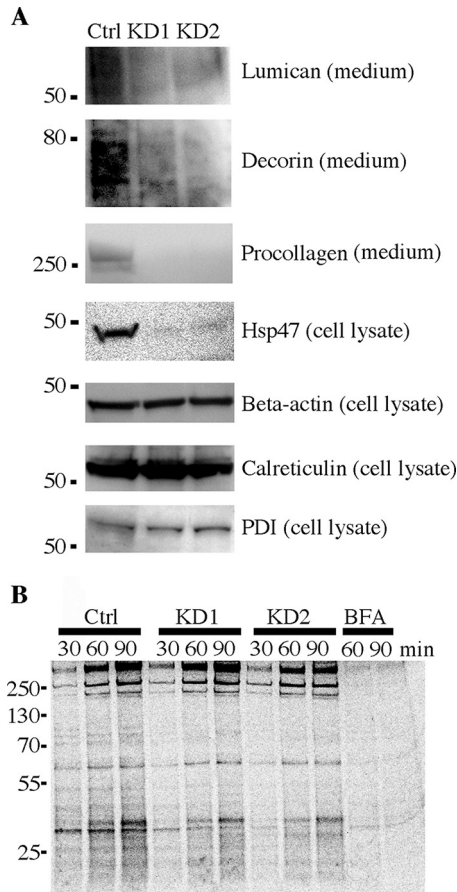 A
Ctrl KD1 KD2
50
Lumican (medium)
80
Decorin (medium)
250
Procollagen (medium)
50
Hsp47 (cell lysate)
50
Beta-actin (cell lysate)
50
Calreticulin (cell lysate)
50
PDI (cell lysate)
B
Ctrl KD1 KD2 BFA
30 60 90 30 60 90 30 60 90 60 90 min
250
130
70
55
25